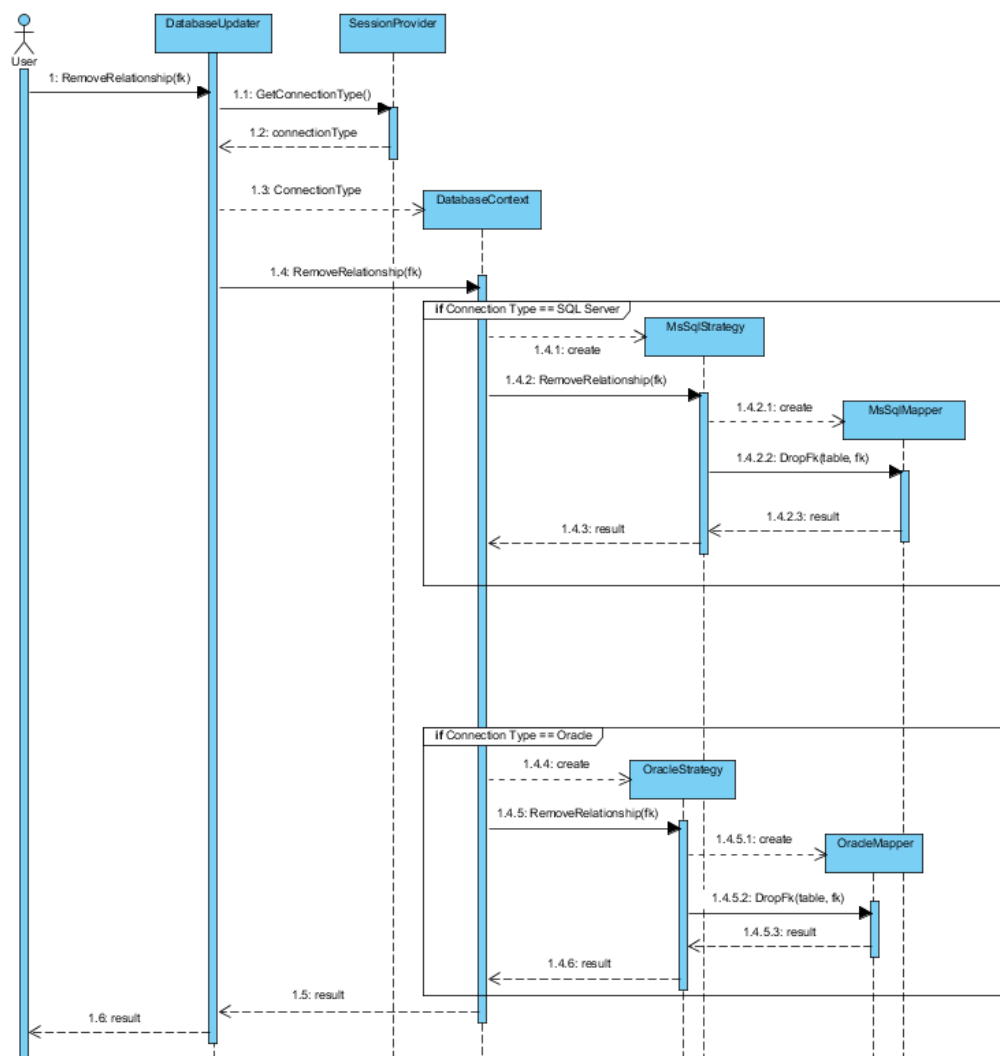 DatabaseUpdater
SessionProvider
User
1: RemoveRelationship(fk)
1.1: GetConnectionType()
1.2: connectionType
1.3: ConnectionType
DatabaseContext
1.4: RemoveRelationship(fk)
if Connection Type == SQL Server
MsSqlStrategy
1.4.1: create
1.4.2: RemoveRelationship(fk)
1.4.2.1: create
MsSqlMapper
1.4.2.2: DropFk(table, fk)
1.4.2.3: result
1.4.3: result
if Connection Type == Oracle
1.4.4: create
OracleStrategy
1.4.5: RemoveRelationship(fk)
1.4.5.1: create
OracleMapper
1.4.5.2: DropFk(table, fk)
1.4.5.3: result
1.4.6: result
1.5: result
1.6: result